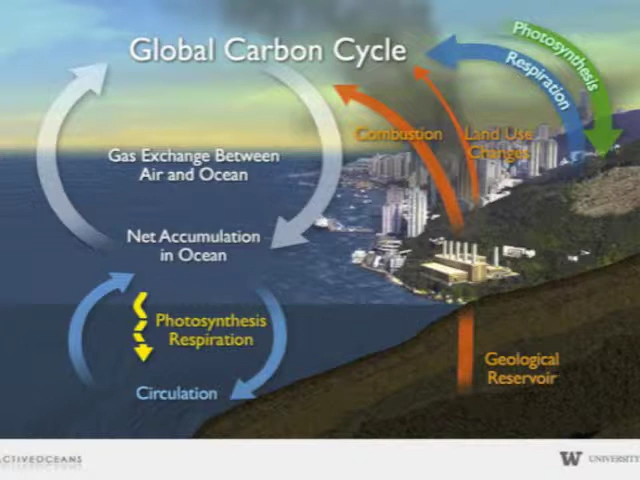 Global Carbon Cycle
Photosynthesis
Respiration
Combustion
Land Use
Changes
Gas Exchange Between
Air and Ocean
Net Accumulation
in Ocean
Photosynthesis
Respiration
Geological
Reservoir
Circulation
CTIVEOCEANS
W UNIVERSITY